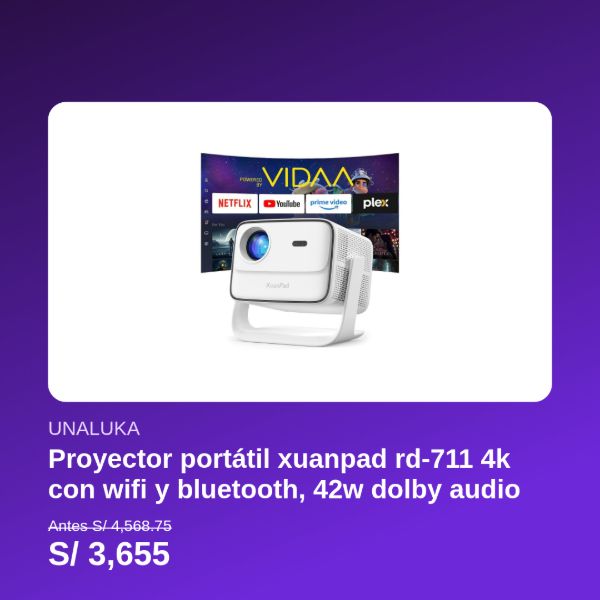 POWERED
BY
VIDAA
NETFLIX
YouTube
prime video
plex
XuanPad
UNALUKA
Proyector portátil xuanpad rd-711 4k
con wifi y bluetooth, 42w dolby audio
Antes S/ 4,568.75
S/ 3,655